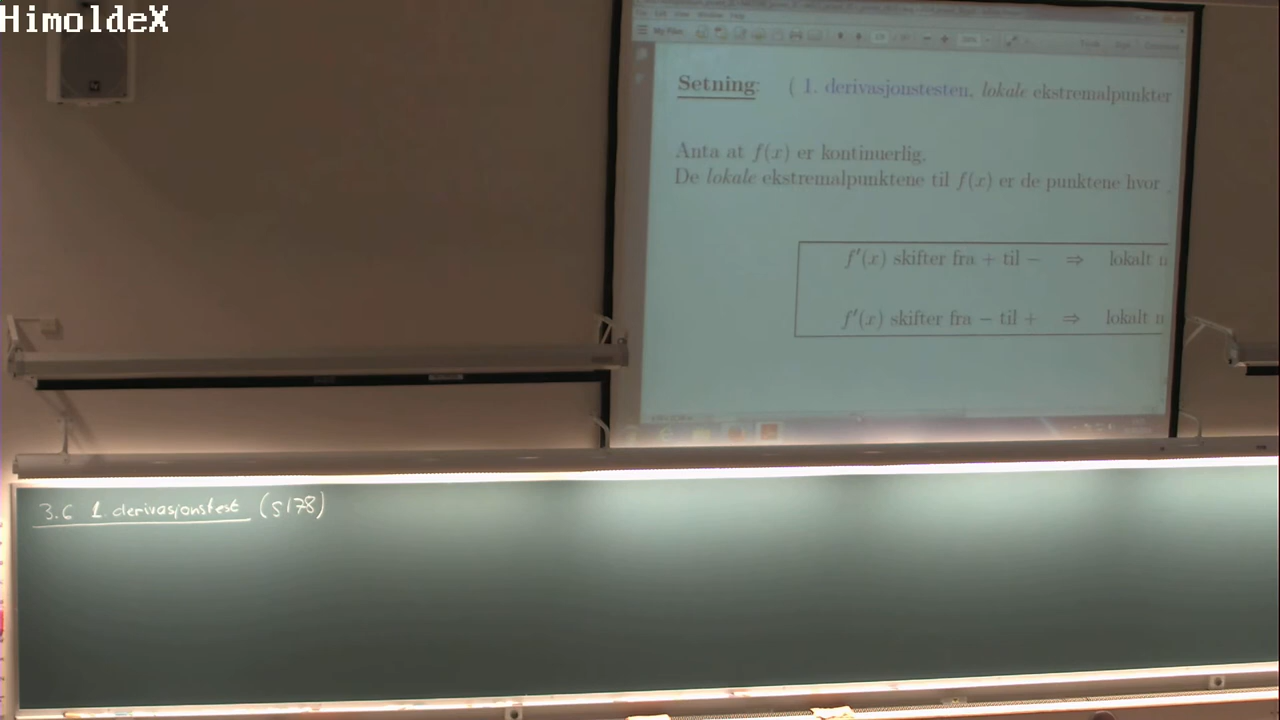 HimoldeX
Setning: ( 1. derivasjonstesten, lokale ekstremalpunkter
Anta at f(x) er kontinuerlig.
De lokale ekstremalpunktene til f(x) er de punktene hvor
f′(x) skifter fra + til − ⇒ lokalt
f′(x) skifter fra − til + ⇒ lokalt
3.6 1. derivasjonstest (s178)